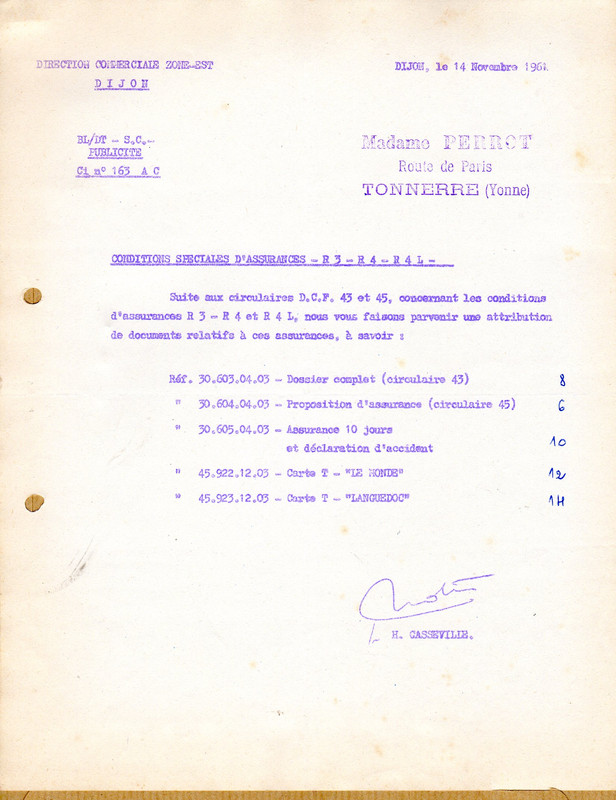 DIRECTION COMMERCIALE ZONE-EST
DIJON
DIJON, le 14 Novembre 1961.
BL/DT - S.C.-
PUBLICITE
Ci n° 163 A C
Madame PERROT
Route de Paris
TONNERRE (Yonne)
CONDITIONS SPECIALES D'ASSURANCES - R 3 - R 4 - R 4 L -
Suite aux circulaires D.C.F. 43 et 45, concernant les conditions
d'assurances R 3 - R 4 et R 4 L, nous vous faisons parvenir une attribution
de documents relatifs à ces assurances, à savoir :
Réf. 30.603.04.03 - Dossier complet (circulaire 43) 8
" 30.604.04.03 - Proposition d'assurance (circulaire 45) 6
" 30.605.04.03 - Assurance 10 jours
et déclaration d'accident 10
" 45.922.12.03 - Carte T - "LE MONDE" 12
" 45.923.12.03 - Carte T - "LANGUEDOC" 14
H. CASSEVILLE.